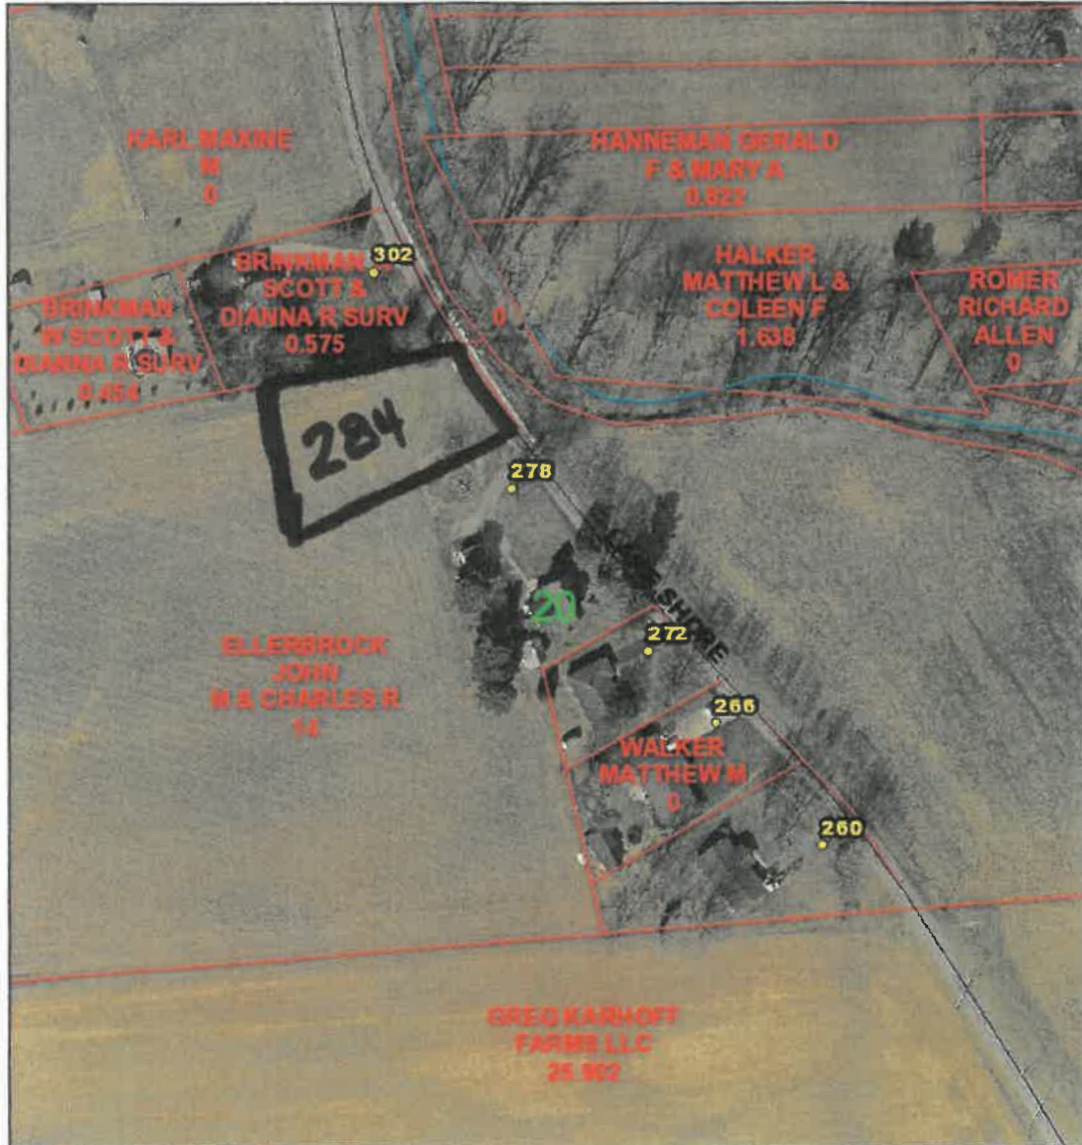 KARL MAXINE
M
0
HANNEMAN GERALD
F & MARY A
0.822
302
BRINKMAN
SCOTT &
DIANNA R SURV
0.575
HALKER
MATTHEW L &
COLEEN F
1.638
ROMER
RICHARD
ALLEN
0
BRINKMAN
W SCOTT &
DIANNA R SURV
0.454
0
284
278
20
SHORE
272
ELLERBROCK
JOHN
M & CHARLES R
14
266
WALKER
MATTHEW M
0
260
GREG KARHOFF
FARMS LLC
25.902